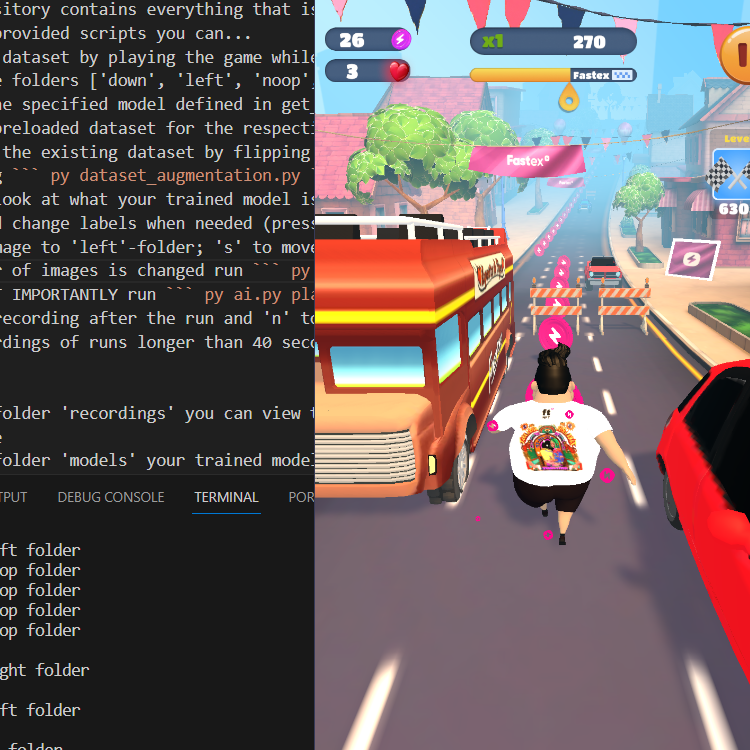 sitory contains everything that is
provided scripts you can...
dataset by playing the game while
e folders ['down', 'left', 'noop',
he specified model defined in get_
preloaded dataset for the respecti
the existing dataset by flipping
g ``` py dataset_augmentation.py `
look at what your trained model is
d change labels when needed (press
mage to 'left'-folder; 's' to move
r of images is changed run ``` py
T IMPORTANTLY run ``` py ai.py pla
recording after the run and 'n' to
rdings of runs longer than 40 seco
folder 'recordings' you can view t
e
folder 'models' your trained model
TPUT DEBUG CONSOLE TERMINAL POR
ft folder
op folder
op folder
op folder
op folder
ght folder
ft folder
folder
26
3
x1 270
Fastex
Fastex
Leve
630